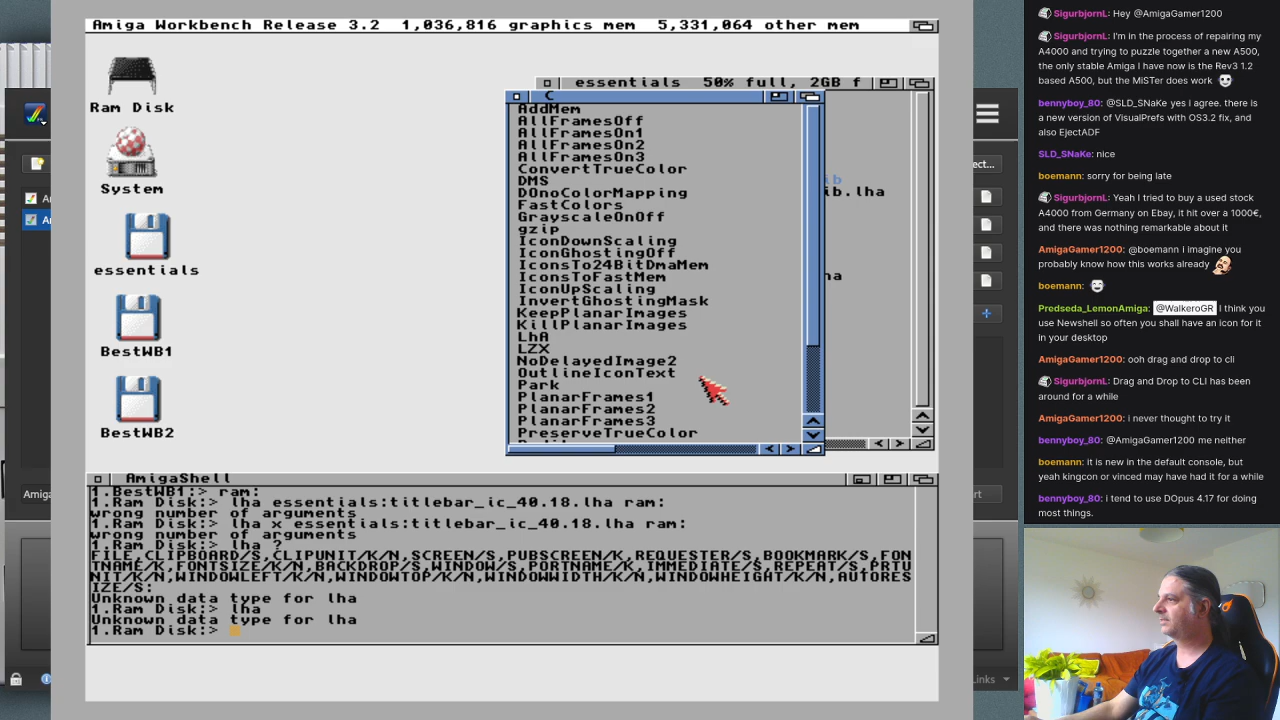 Amiga Workbench Release 3.2 1,036,816 graphics mem 5,331,064 other mem
Ram Disk
System
essentials
BestWB1
BestWB2
essentials 50% full, 2GB f
ib
ib.lha
ha
C
AddMem
AllFramesOff
AllFramesOn1
AllFramesOn2
AllFramesOn3
ConvertTrueColor
DMS
DOnoColorMapping
FastColors
GrayscaleOnOff
gzip
IconDownScaling
IconGhostingOff
IconsTo24BitDmaMem
IconsToFastMem
IconUpScaling
InvertGhostingMask
KeepPlanarImages
KillPlanarImages
LhA
LZX
NoDelayedImage2
OutlineIconText
Park
PlanarFrames1
PlanarFrames2
PlanarFrames3
PreserveTrueColor
AmigaShell
1.BestWB1:> ram:
1.Ram Disk:> lha essentials:titlebar_ic_40.18.lha ram:
wrong number of arguments
1.Ram Disk:> lha x essentials:titlebar_ic_40.18.lha ram:
wrong number of arguments
1.Ram Disk:> lha ?
FILE,CLIPBOARD/S,CLIPUNIT/K/N,SCREEN/S,PUBSCREEN/K,REQUESTER/S,BOOKMARK/S,FON
TNAME/K,FONTSIZE/K/N,BACKDROP/S,WINDOW/S,PORTNAME/K,IMMEDIATE/S,REPEAT/S,PRTU
NIT/K/N,WINDOWLEFT/K/N,WINDOWTOP/K/N,WINDOWWIDTH/K/N,WINDOWHEIGHT/K/N,AUTORES
IZE/S:
Unknown data type for lha
1.Ram Disk:> lha
Unknown data type for lha
1.Ram Disk:>
A
A
Amiga
ect...
rt
Links
SigurbjornL: Hey @AmigaGamer1200
SigurbjornL: I'm in the process of repairing my
A4000 and trying to puzzle together a new A500,
the only stable Amiga I have now is the Rev3 1.2
based A500, but the MiSTer does work
bennyboy_80: @SLD_SNaKe yes i agree. there is
a new version of VisualPrefs with OS3.2 fix, and
also EjectADF
SLD_SNaKe: nice
boemann: sorry for being late
SigurbjornL: Yeah I tried to buy a used stock
A4000 from Germany on Ebay, it hit over a 1000€,
and there was nothing remarkable about it
AmigaGamer1200: @boemann i imagine you
probably know how this works already
boemann:
Predseda_LemonAmiga: @WalkeroGR I think you
use Newshell so often you shall have an icon for it
in your desktop
AmigaGamer1200: ooh drag and drop to cli
SigurbjornL: Drag and Drop to CLI has been
around for a while
AmigaGamer1200: i never thought to try it
bennyboy_80: @AmigaGamer1200 me neither
boemann: it is new in the default console, but
yeah kingcon or vinced may have had it for a while
bennyboy_80: i tend to use DOpus 4.17 for doing
most things.